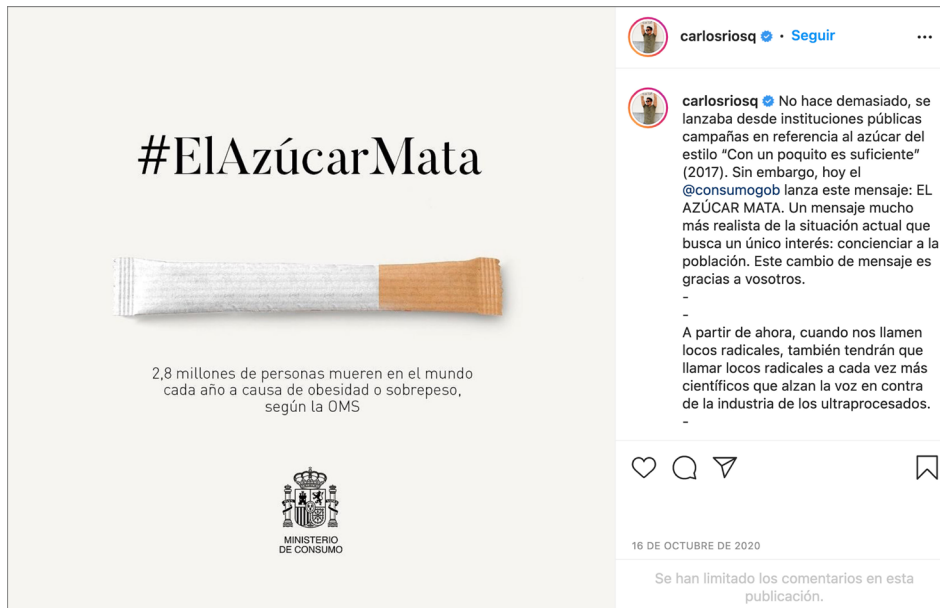 #ElAzúcarMata
2,8 millones de personas mueren en el mundo
cada año a causa de obesidad o sobrepeso,
según la OMS
MINISTERIO
DE CONSUMO
carlosriosq • Seguir
carlosriosq No hace demasiado, se
lanzaba desde instituciones públicas
campañas en referencia al azúcar del
estilo “Con un poquito es suficiente”
(2017). Sin embargo, hoy el
@consumogob lanza este mensaje: EL
AZÚCAR MATA. Un mensaje mucho
más realista de la situación actual que
busca un único interés: concienciar a la
población. Este cambio de mensaje es
gracias a vosotros.
-
-
A partir de ahora, cuando nos llamen
locos radicales, también tendrán que
llamar locos radicales a cada vez más
científicos que alzan la voz en contra
de la industria de los ultraprocesados.
-
16 DE OCTUBRE DE 2020
Se han limitado los comentarios en esta
publicación.